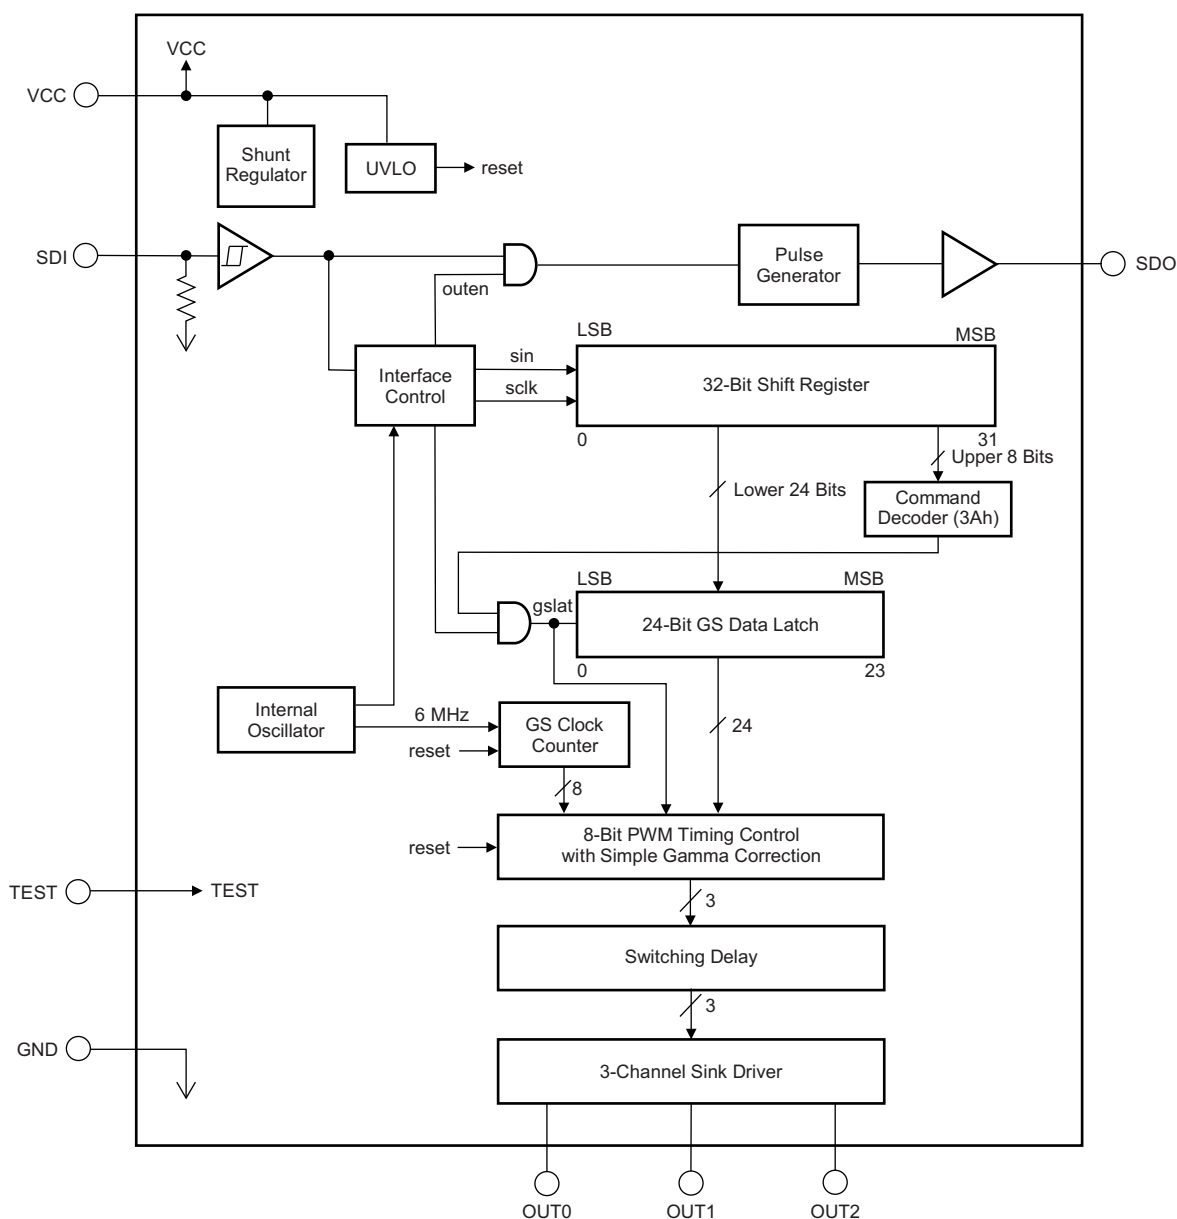 VCC
VCC
Shunt
Regulator
UVLO
reset
SDI
outen
Pulse
Generator
SDO
LSB
MSB
Interface
Control
sin
sclk
32-Bit Shift Register
0
31
Upper 8 Bits
Lower 24 Bits
Command
Decoder (3Ah)
LSB
MSB
gslat
24-Bit GS Data Latch
0
23
Internal
Oscillator
6 MHz
reset
GS Clock
Counter
24
8
reset
8-Bit PWM Timing Control
with Simple Gamma Correction
TEST
TEST
3
Switching Delay
3
GND
3-Channel Sink Driver
OUT0
OUT1
OUT2